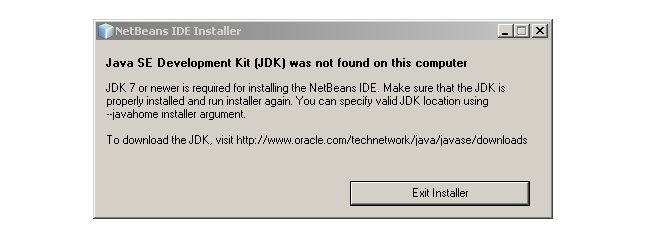 NetBeans IDE Installer
Java SE Development Kit (JDK) was not found on this computer
JDK 7 or newer is required for installing the NetBeans IDE. Make sure that the JDK is
properly installed and run installer again. You can specify valid JDK location using
--javahome installer argument.
To download the JDK, visit http://www.oracle.com/technetwork/java/javase/downloads
Exit Installer